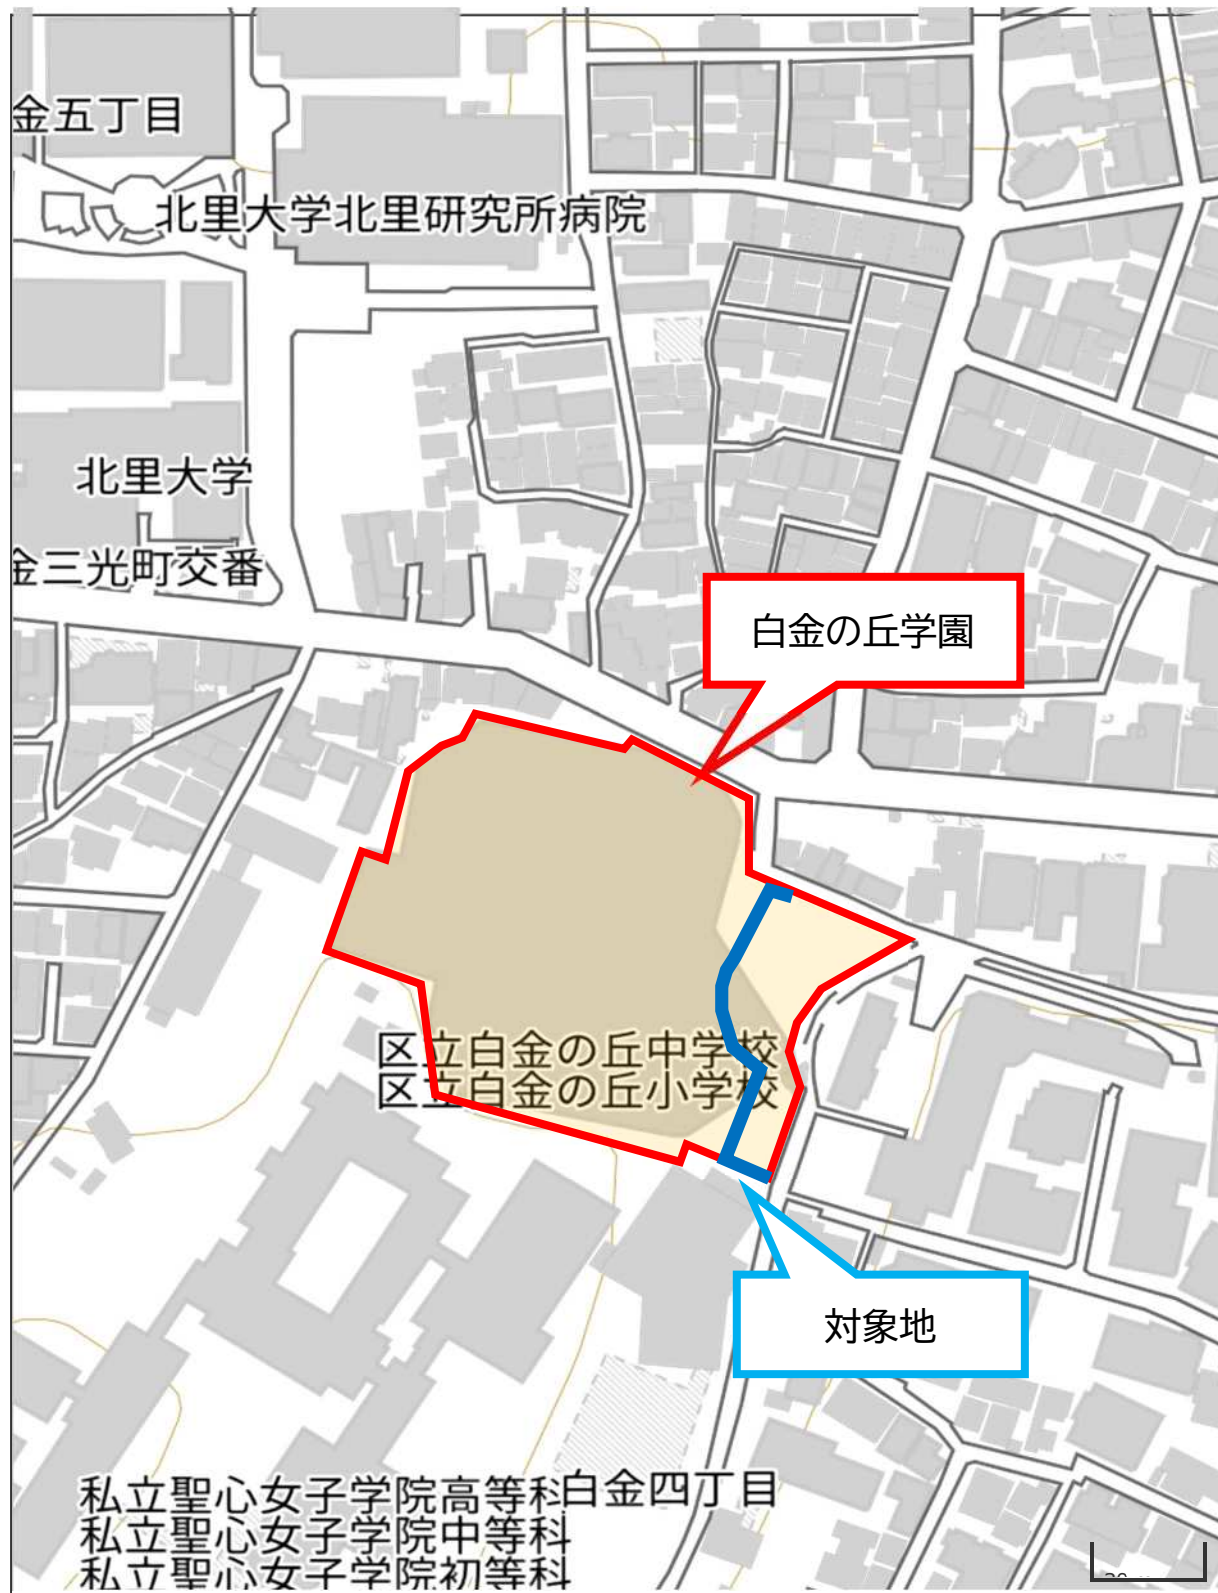 金五丁目
北里大学北里研究所病院
北里大学
金三光町交番
白金の丘学園
区立白金の丘中学校
区立白金の丘小学校
対象地
私立聖心女子学院高等科
白金四丁目
私立聖心女子学院中等科
私立聖心女子学院初等科